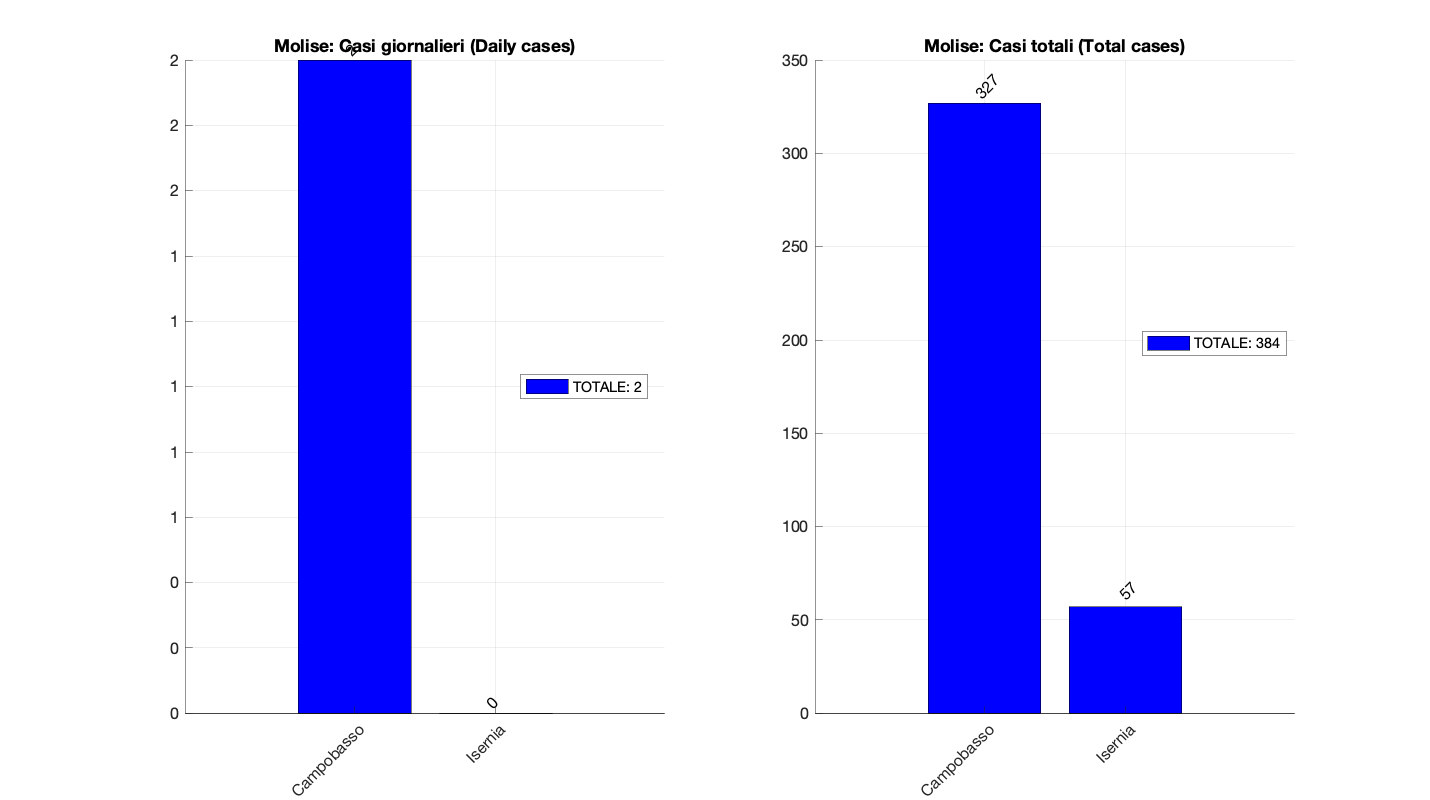 Molise: Casi giornalieri (Daily cases)
2
2
2
2
1
1
1
1
1
0
0
0
0
TOTALE: 2
Campobasso
Isernia
Molise: Casi totali (Total cases)
350
300
250
200
150
100
50
0
327
57
TOTALE: 384
Campobasso
Isernia